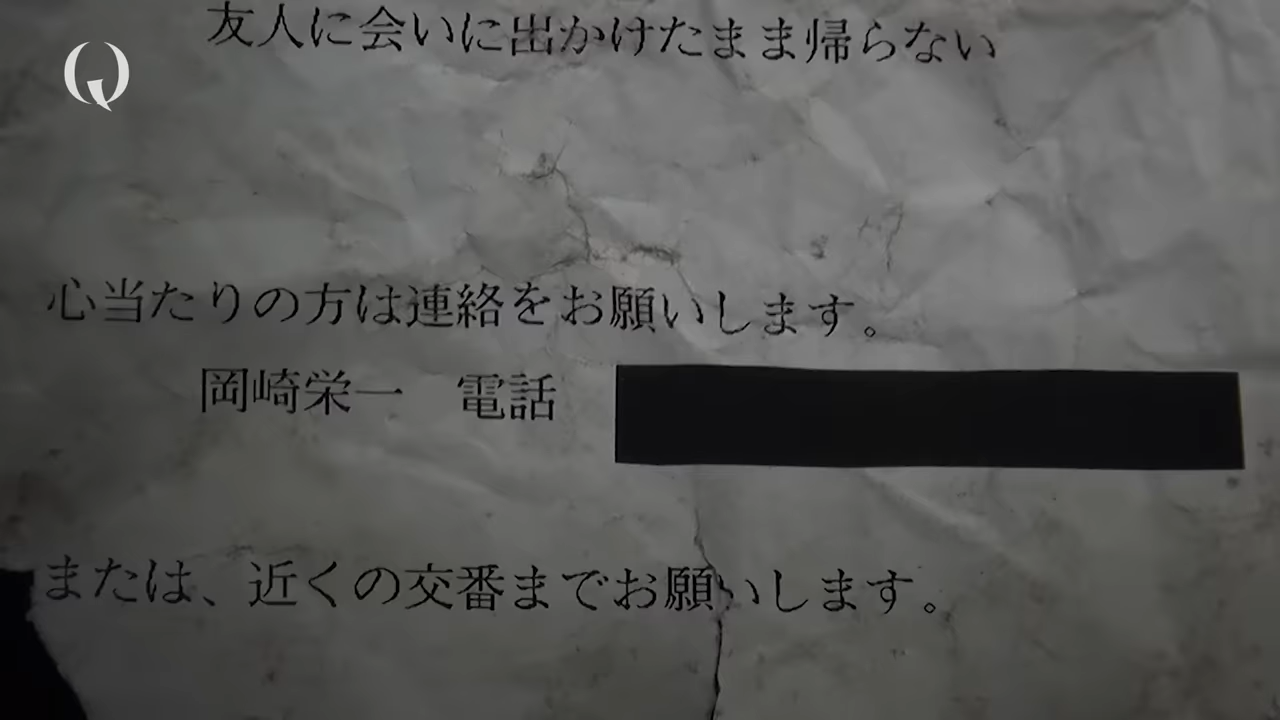 友人に会いに出かけたまま帰らない
心当たりの方は連絡をお願いします。
岡崎栄一　電話
または、近くの交番までお願いします。